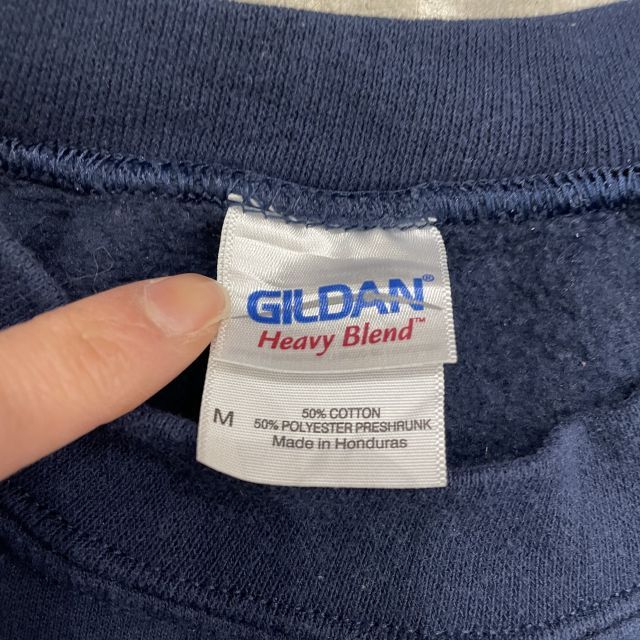 GILDAN®
Heavy Blend™
M
50% COTTON
50% POLYESTER PRESHRUNK
Made in Honduras